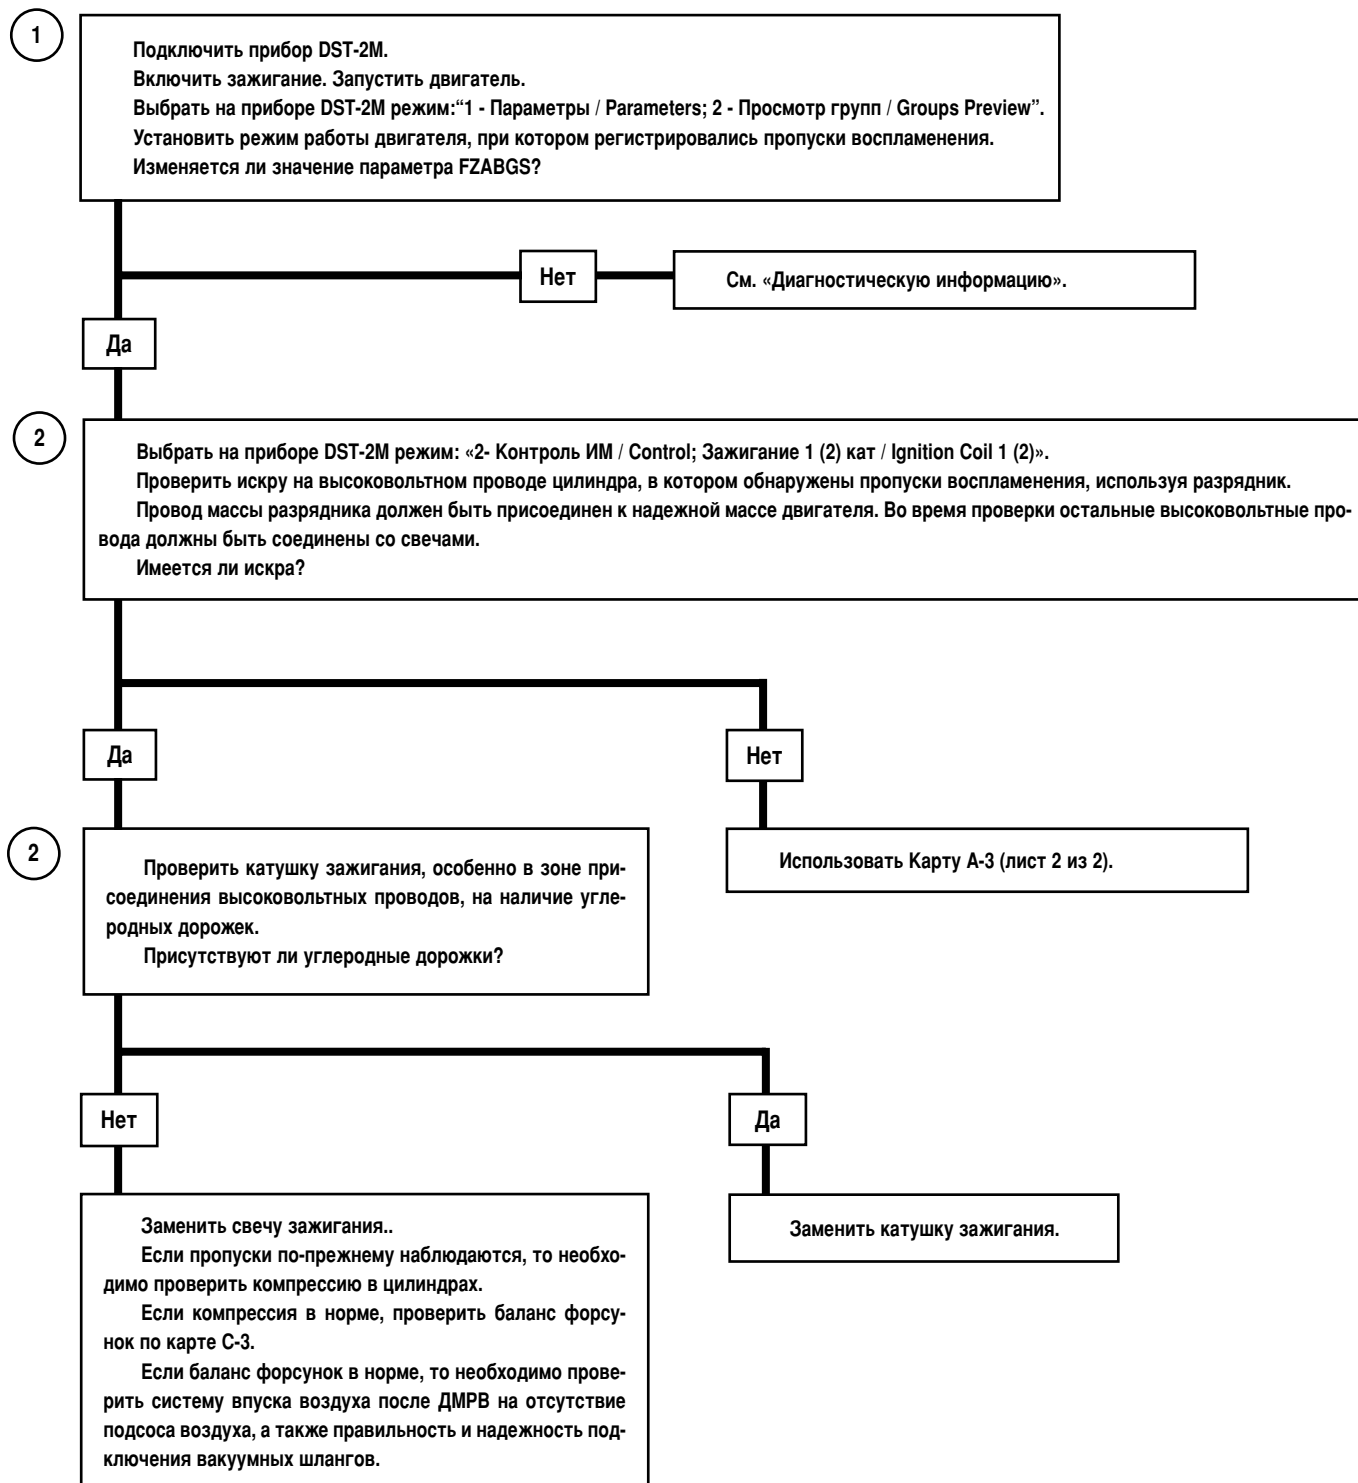 1
Подключить прибор DST-2M.
Включить зажигание. Запустить двигатель.
Выбрать на приборе DST-2M режим:“1 - Параметры / Parameters; 2 - Просмотр групп / Groups Preview”.
Установить режим работы двигателя, при котором регистрировались пропуски воспламенения.
Изменяется ли значение параметра FZABGS?
Нет
См. «Диагностическую информацию».
Да
2
Выбрать на приборе DST-2M режим: «2- Контроль ИМ / Control; Зажигание 1 (2) кат / Ignition Coil 1 (2)».
Проверить искру на высоковольтном проводе цилиндра, в котором обнаружены пропуски воспламенения, используя разрядник.
Провод массы разрядника должен быть присоединен к надежной массе двигателя. Во время проверки остальные высоковольтные про-
вода должны быть соединены со свечами.
Имеется ли искра?
Да
Нет
2
Проверить катушку зажигания, особенно в зоне при-
соединения высоковольтных проводов, на наличие угле-
родных дорожек.
Присутствуют ли углеродные дорожки?
Использовать Карту А-3 (лист 2 из 2).
Нет
Да
Заменить свечу зажигания..
Если пропуски по-прежнему наблюдаются, то необхо-
димо проверить компрессию в цилиндрах.
Если компрессия в норме, проверить баланс форсу-
нок по карте С-3.
Если баланс форсунок в норме, то необходимо прове-
рить систему впуска воздуха после ДМРВ на отсутствие
подсоса воздуха, а также правильность и надежность под-
ключения вакуумных шлангов.
Заменить катушку зажигания.